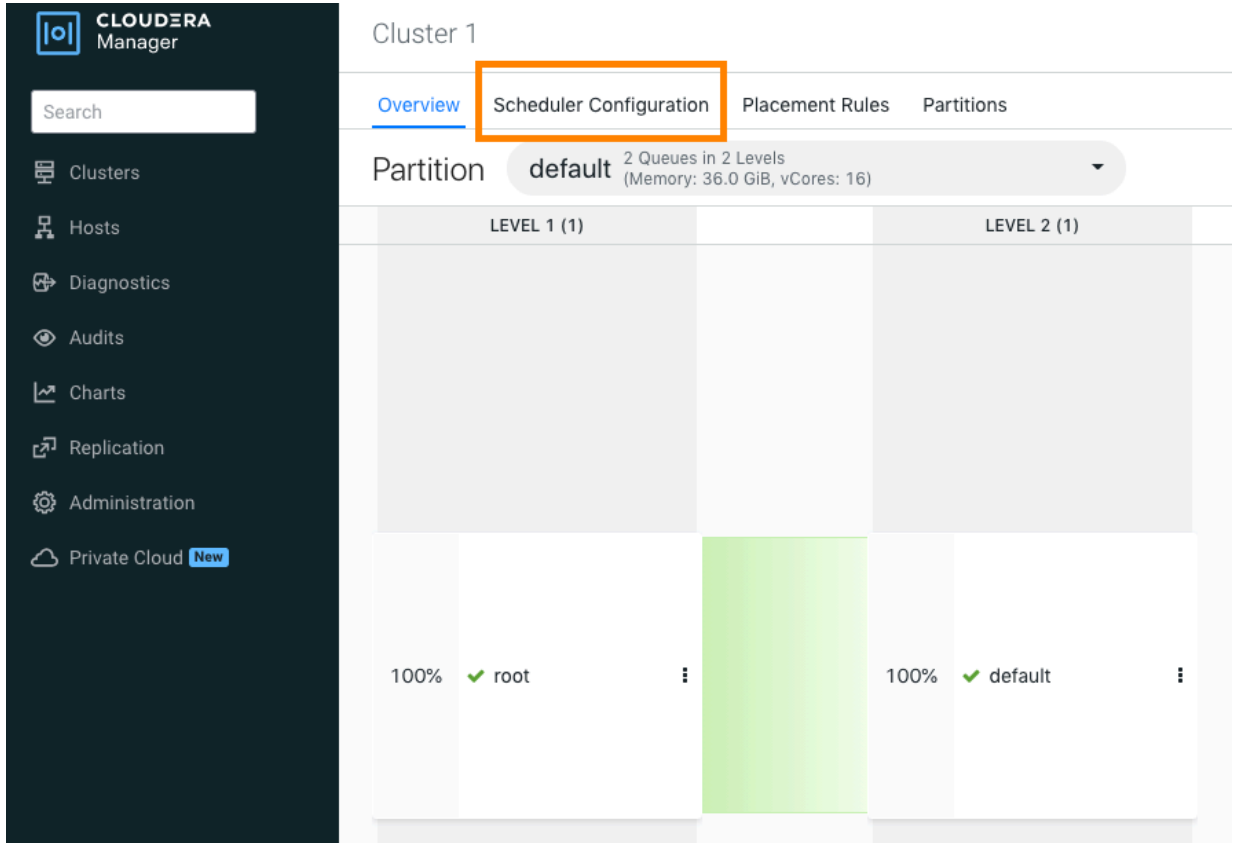 CLOUDERA
Manager
Search
Clusters
Hosts
Diagnostics
Audits
Charts
Replication
Administration
Private Cloud New
Cluster 1
Overview Scheduler Configuration Placement Rules Partitions
Partition default 2 Queues in 2 Levels
(Memory: 36.0 GiB, vCores: 16)
LEVEL 1 (1) LEVEL 2 (1)
100% root 100% default